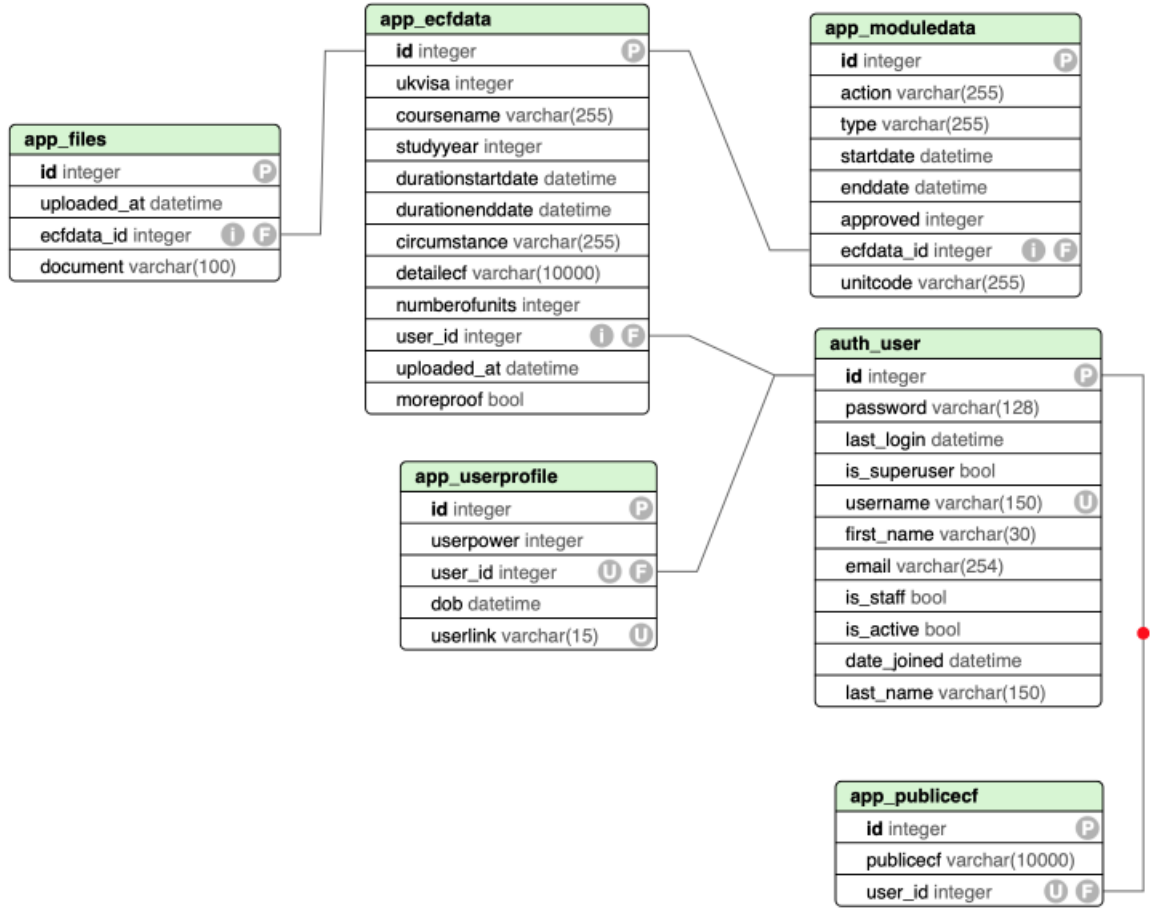 app_files
id integer P
uploaded_at datetime
ecfdata_id integer i F
document varchar(100)
app_ecfdata
id integer P
ukvisa integer
coursename varchar(255)
studyyear integer
durationstartdate datetime
durationenddate datetime
circumstance varchar(255)
detailecf varchar(10000)
numberofunits integer
user_id integer i F
uploaded_at datetime
moreproof bool
app_moduledata
id integer P
action varchar(255)
type varchar(255)
startdate datetime
enddate datetime
approved integer
ecfdata_id integer i F
unitcode varchar(255)
app_userprofile
id integer P
userpower integer
user_id integer U F
dob datetime
userlink varchar(15) U
auth_user
id integer P
password varchar(128)
last_login datetime
is_superuser bool
username varchar(150) U
first_name varchar(30)
email varchar(254)
is_staff bool
is_active bool
date_joined datetime
last_name varchar(150)
app_publicecf
id integer P
publicecf varchar(10000)
user_id integer U F